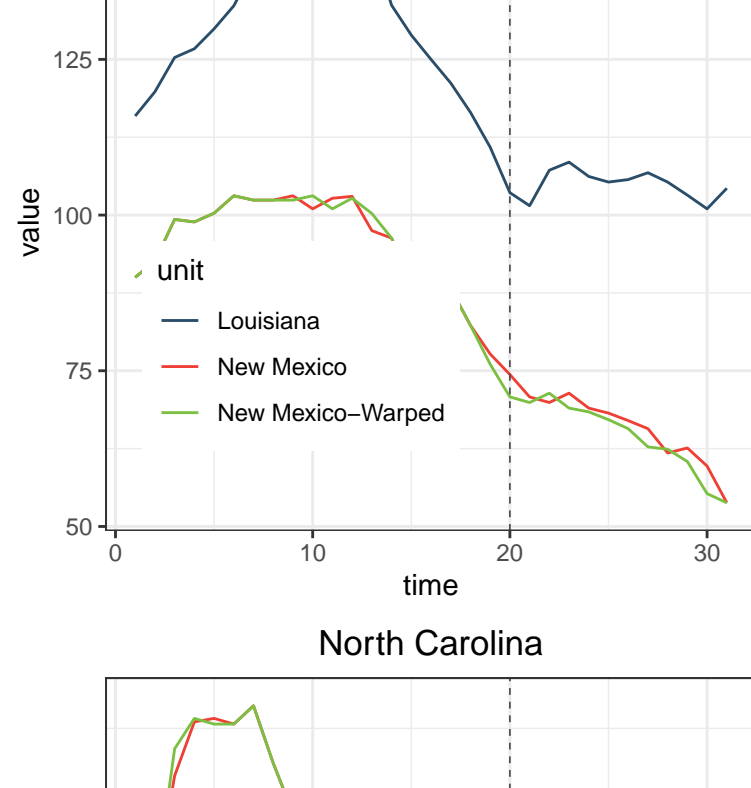 125
100
75
50
value
unit
Louisiana
New Mexico
New Mexico−Warped
0 10 20 30
time
North Carolina